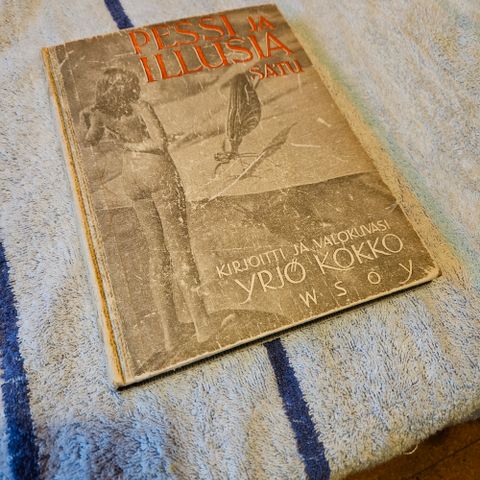 PESSI JA
ILLUSIA
SATU
KIRJOITTI JA VALOKUVASI
YRJÖ KOKKO
WSOY